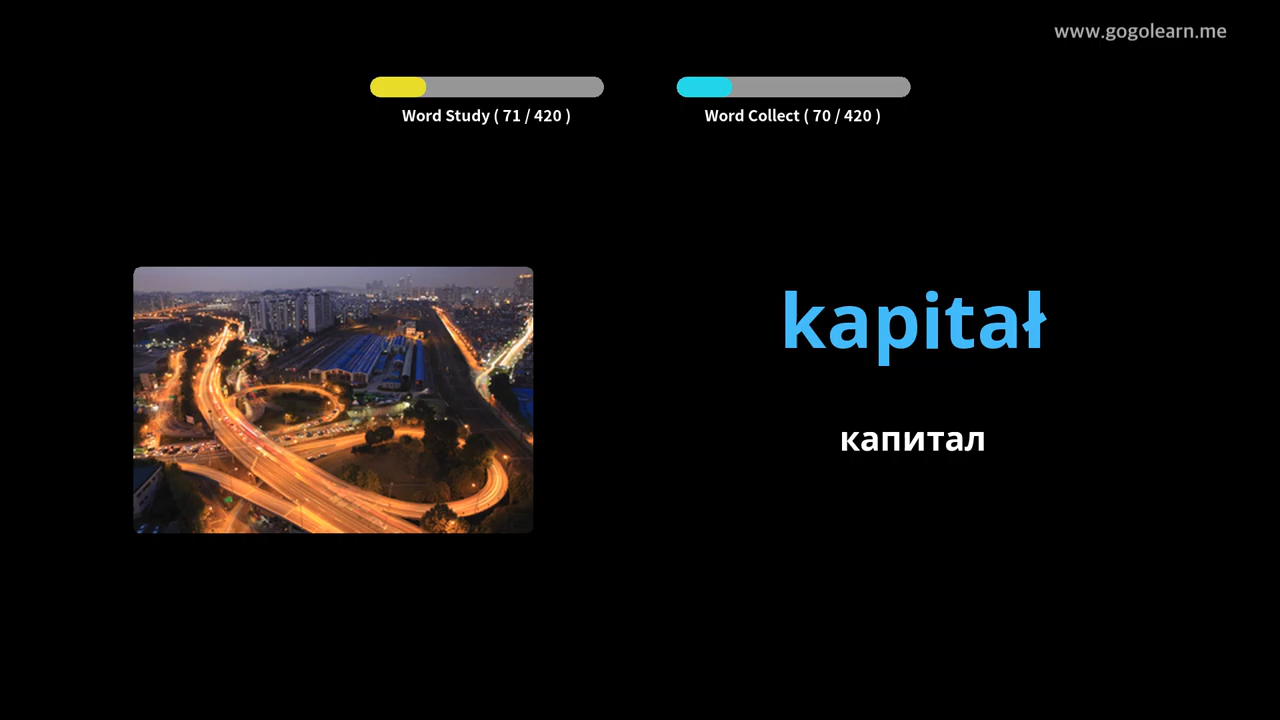 www.gogolearn.me
Word Study ( 71 / 420 )
Word Collect ( 70 / 420 )
kapitał
капитал